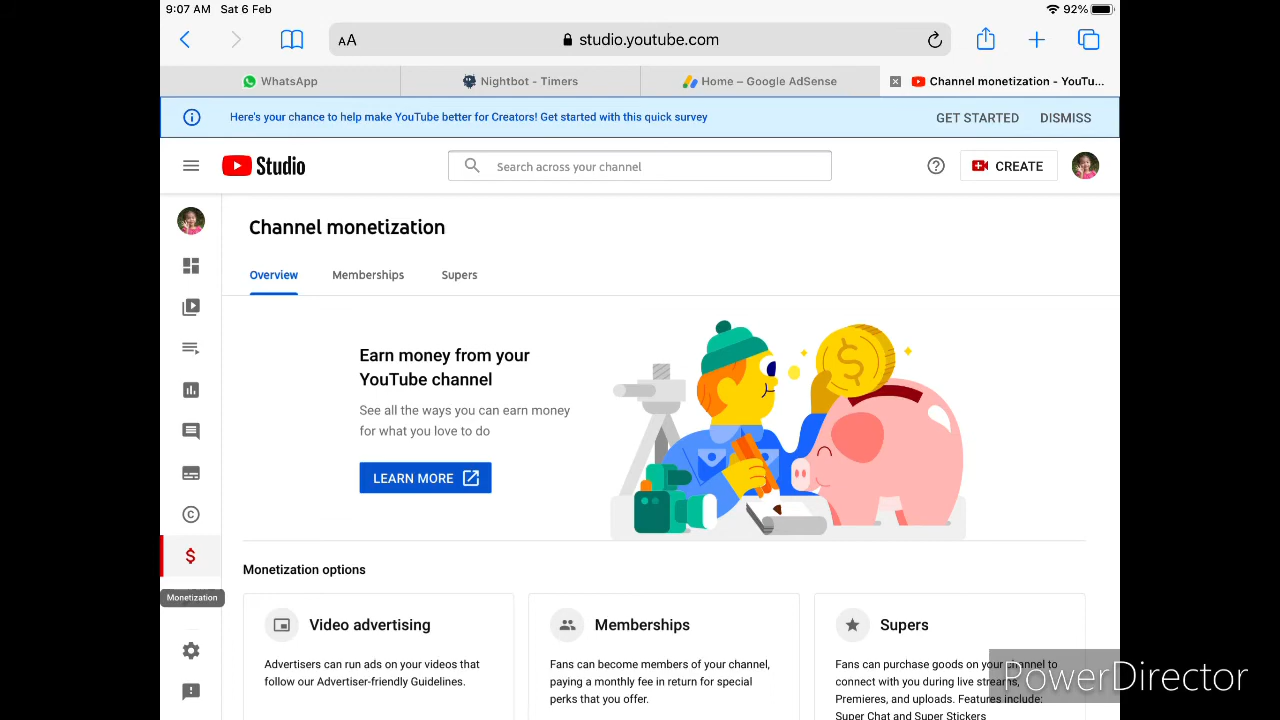 9:07 AM Sat 6 Feb
92%
AA
studio.youtube.com
WhatsApp
Nightbot - Timers
Home – Google AdSense
Channel monetization - YouTu...
Here's your chance to help make YouTube better for Creators! Get started with this quick survey
GET STARTED
DISMISS
Studio
Search across your channel
CREATE
Channel monetization
Overview
Memberships
Supers
Earn money from your
YouTube channel
See all the ways you can earn money
for what you love to do
LEARN MORE
Monetization
Monetization options
Video advertising
Advertisers can run ads on your videos that
follow our Advertiser-friendly Guidelines.
Memberships
Fans can become members of your channel,
paying a monthly fee in return for special
perks that you offer.
Supers
Fans can purchase goods on your channel to
connect with you during live streams,
Premieres, and uploads. Features include:
Super Chat and Super Stickers
PowerDirector